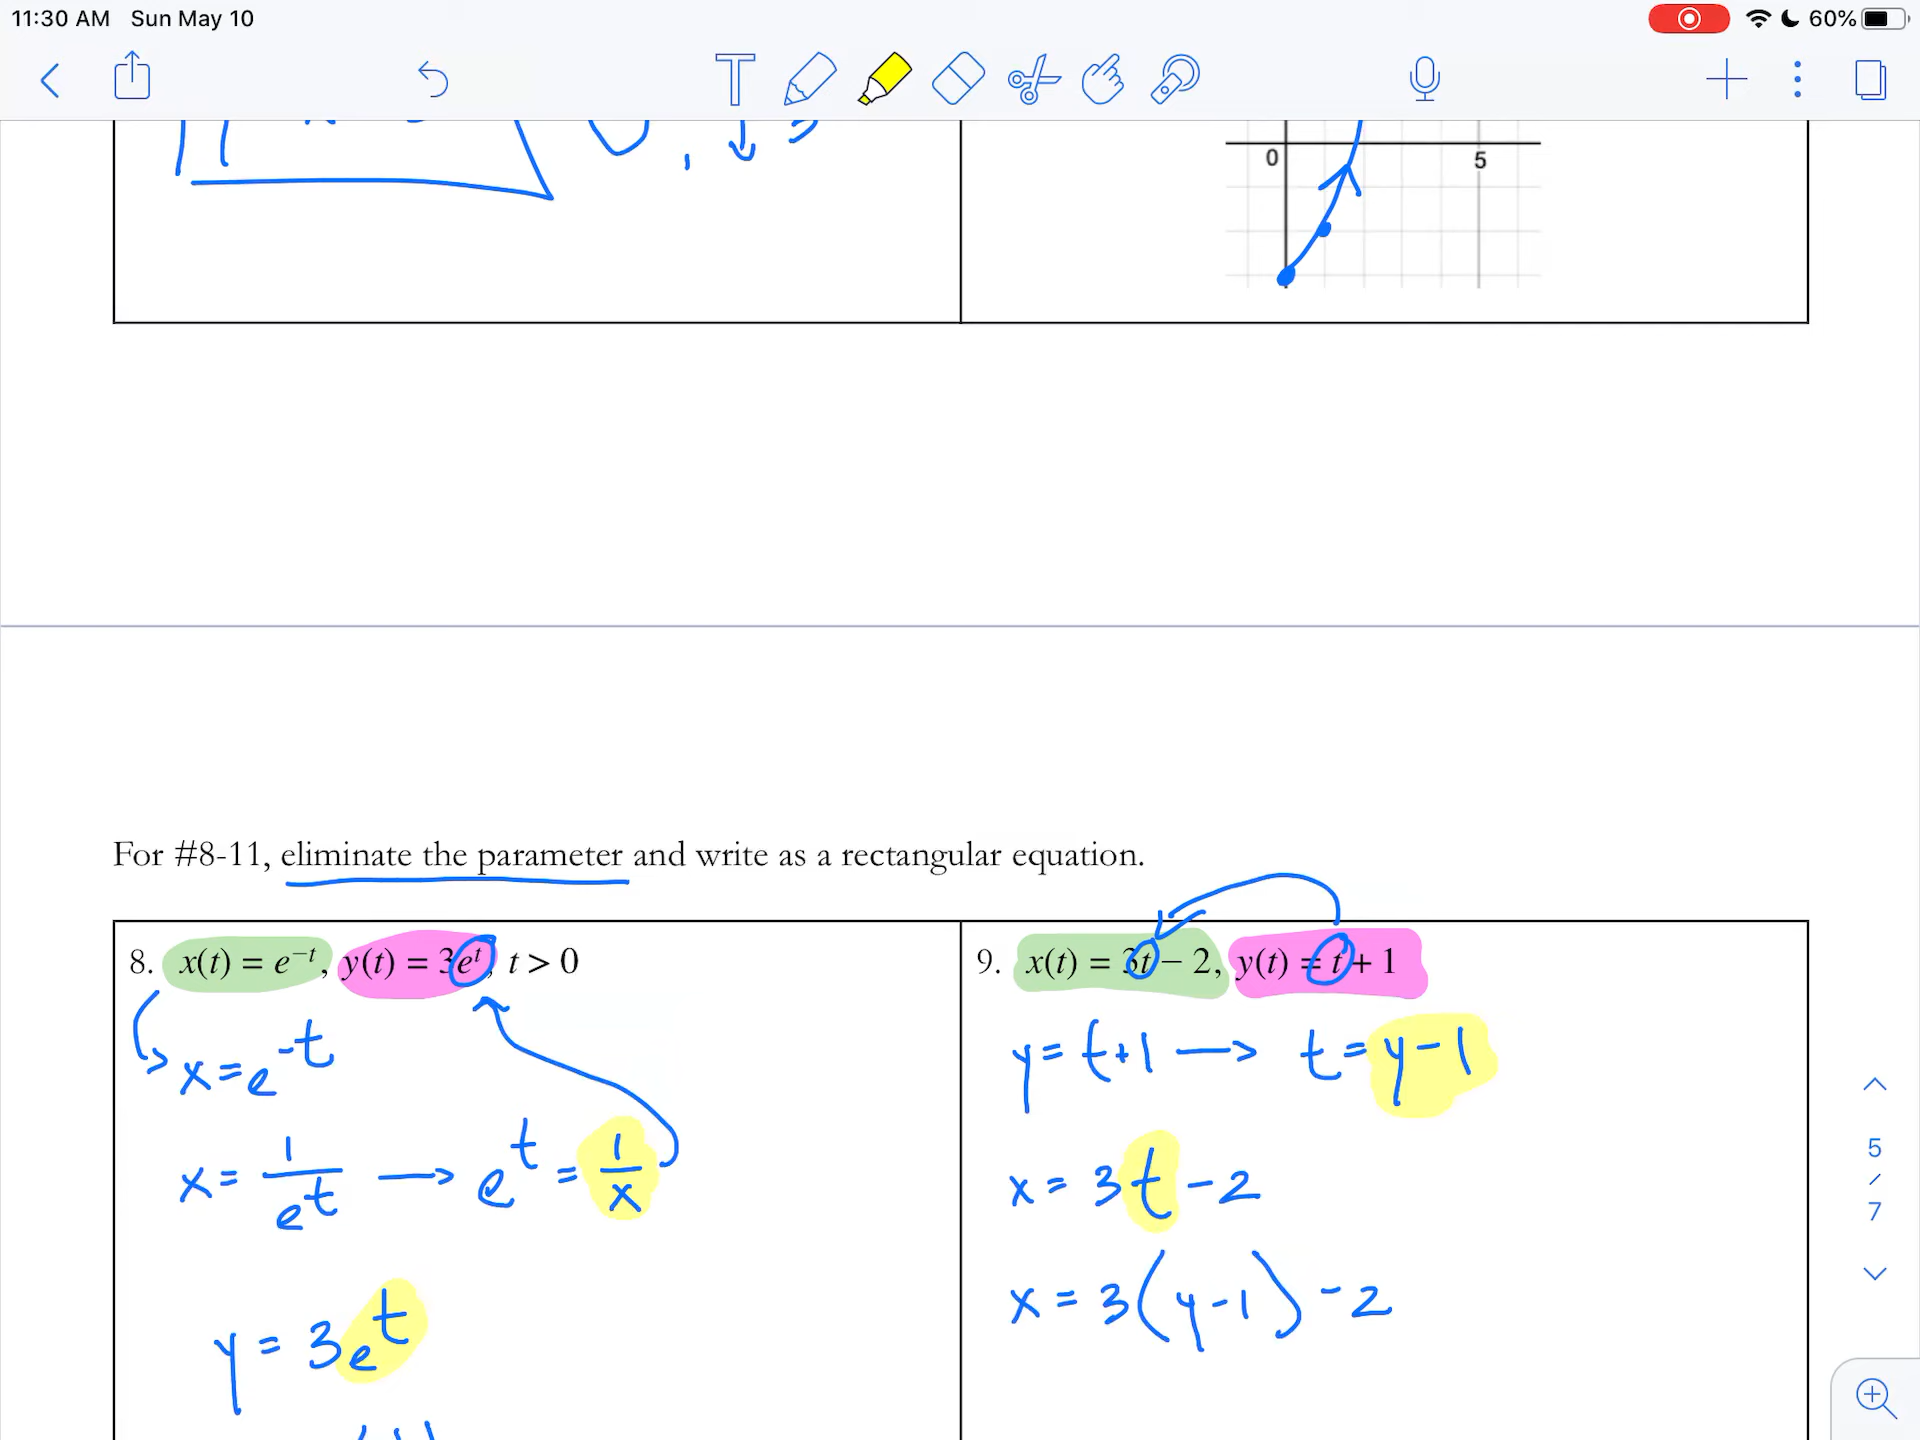 11:30 AM Sun May 10
60%
T
0 5
For #8-11, eliminate the parameter and write as a rectangular equation.
8. x(t) = e^{-t}, y(t) = 3e^t, t > 0
x = e^{-t}
x = 1/e^t → e^t = 1/x
y = 3e^t
9. x(t) = 3t − 2, y(t) = t + 1
y = t+1 → t = y−1
x = 3t − 2
x = 3(y−1) − 2
5
/
7